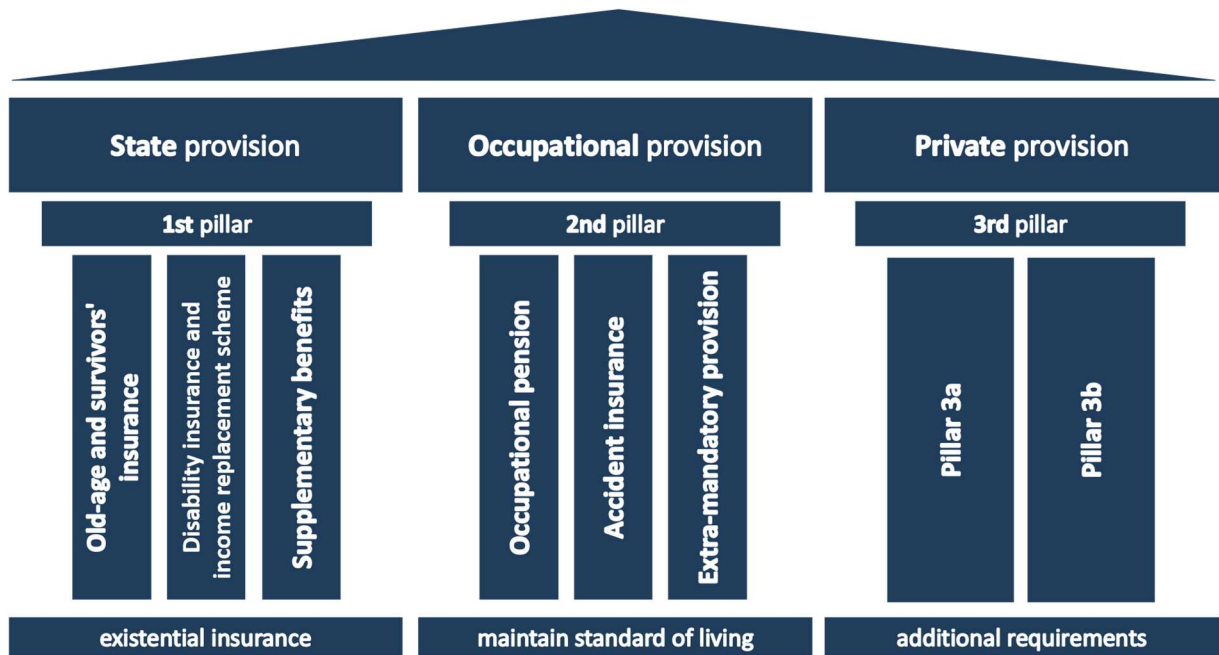 State provision
Occupational provision
Private provision
1st pillar
2nd pillar
3rd pillar
Old-age and survivors'
insurance
Disability insurance and
income replacement scheme
Supplementary benefits
Occupational pension
Accident insurance
Extra-mandatory provision
Pillar 3a
Pillar 3b
existential insurance
maintain standard of living
additional requirements